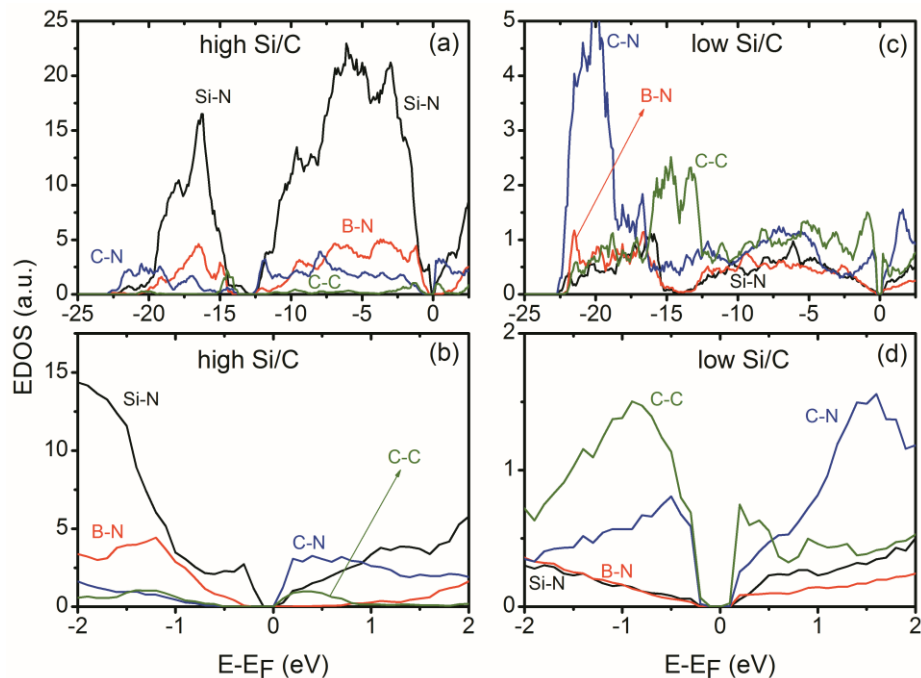 EDOS (a.u.)
25
20
15
10
5
0
high Si/C
(a)
Si-N
Si-N
C-N
B-N
C-C
-25 -20 -15 -10 -5 0
5
4
3
2
1
0
low Si/C
(c)
C-N
B-N
C-C
Si-N
-25 -20 -15 -10 -5 0
15
10
5
0
high Si/C
(b)
Si-N
C-C
B-N
C-N
-2 -1 0 1 2
E-EF (eV)
2
1
0
low Si/C
(d)
C-C
C-N
Si-N
B-N
-2 -1 0 1 2
E-EF (eV)